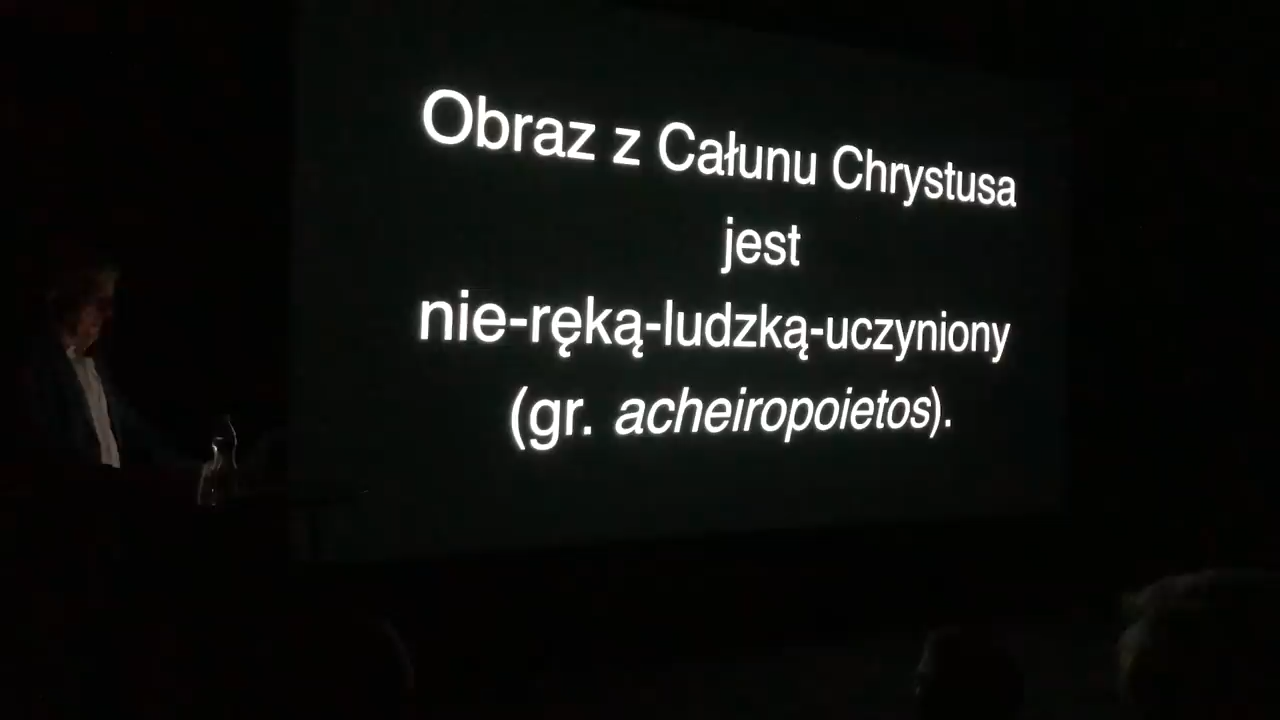 Obraz z Całunu Chrystusa
jest
nie-ręką-ludzką-uczyniony
(gr. acheiropoietos).